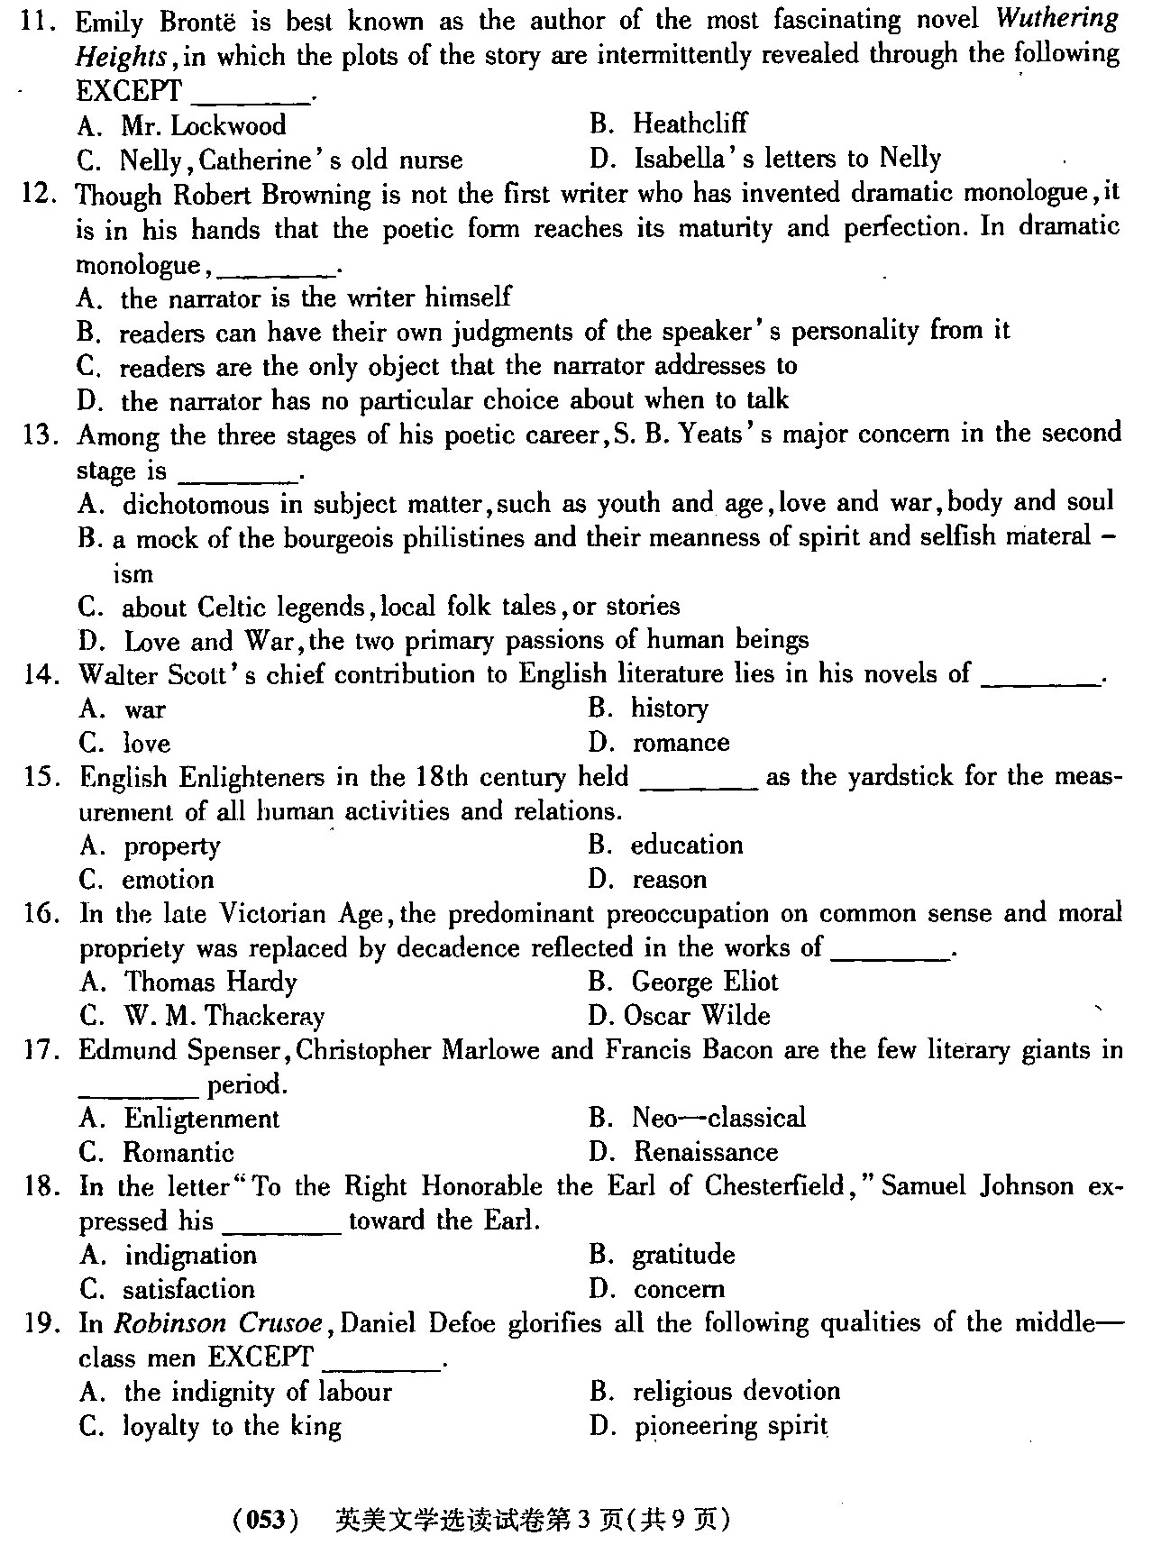 11. Emily Brontë is best known as the author of the most fascinating novel Wuthering
Heights, in which the plots of the story are intermittently revealed through the following
EXCEPT ________.
A. Mr. Lockwood B. Heathcliff
C. Nelly, Catherine's old nurse D. Isabella's letters to Nelly
12. Though Robert Browning is not the first writer who has invented dramatic monologue, it
is in his hands that the poetic form reaches its maturity and perfection. In dramatic
monologue, ________.
A. the narrator is the writer himself
B. readers can have their own judgments of the speaker's personality from it
C. readers are the only object that the narrator addresses to
D. the narrator has no particular choice about when to talk
13. Among the three stages of his poetic career, S. B. Yeats's major concern in the second
stage is ________.
A. dichotomous in subject matter, such as youth and age, love and war, body and soul
B. a mock of the bourgeois philistines and their meanness of spirit and selfish materal -
ism
C. about Celtic legends, local folk tales, or stories
D. Love and War, the two primary passions of human beings
14. Walter Scott's chief contribution to English literature lies in his novels of ________.
A. war B. history
C. love D. romance
15. English Enlighteners in the 18th century held ________ as the yardstick for the meas-
urement of all human activities and relations.
A. property B. education
C. emotion D. reason
16. In the late Victorian Age, the predominant preoccupation on common sense and moral
propriety was replaced by decadence reflected in the works of ________.
A. Thomas Hardy B. George Eliot
C. W. M. Thackeray D. Oscar Wilde
17. Edmund Spenser, Christopher Marlowe and Francis Bacon are the few literary giants in
________ period.
A. Enligtenment B. Neo—classical
C. Romantic D. Renaissance
18. In the letter "To the Right Honorable the Earl of Chesterfield," Samuel Johnson ex-
pressed his ________ toward the Earl.
A. indignation B. gratitude
C. satisfaction D. concern
19. In Robinson Crusoe, Daniel Defoe glorifies all the following qualities of the middle—
class men EXCEPT ________.
A. the indignity of labour B. religious devotion
C. loyalty to the king D. pioneering spirit
(053) 英美文学选读试卷第 3 页(共 9 页)